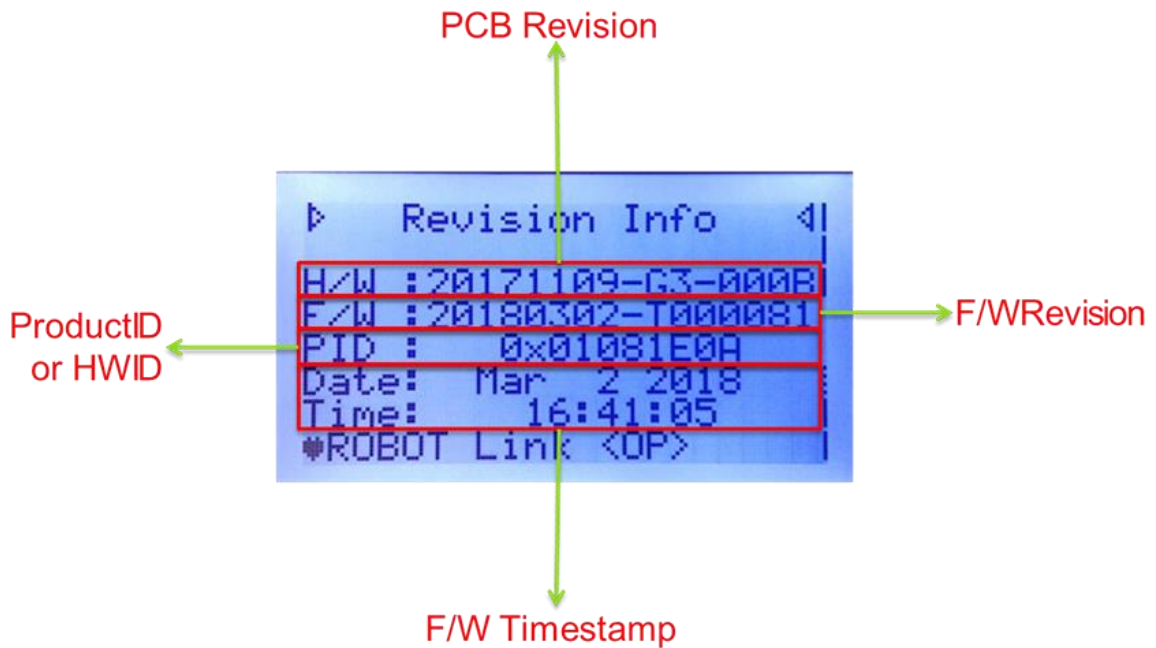 PCB Revision
Revision Info
H/W :20171109-G3-000B
F/W :20180302-T000081
F/WRevision
ProductID
or HWID
PID : 0x01081E0A
Date: Mar 2 2018
Time: 16:41:05
♥ROBOT Link <OP>
F/W Timestamp